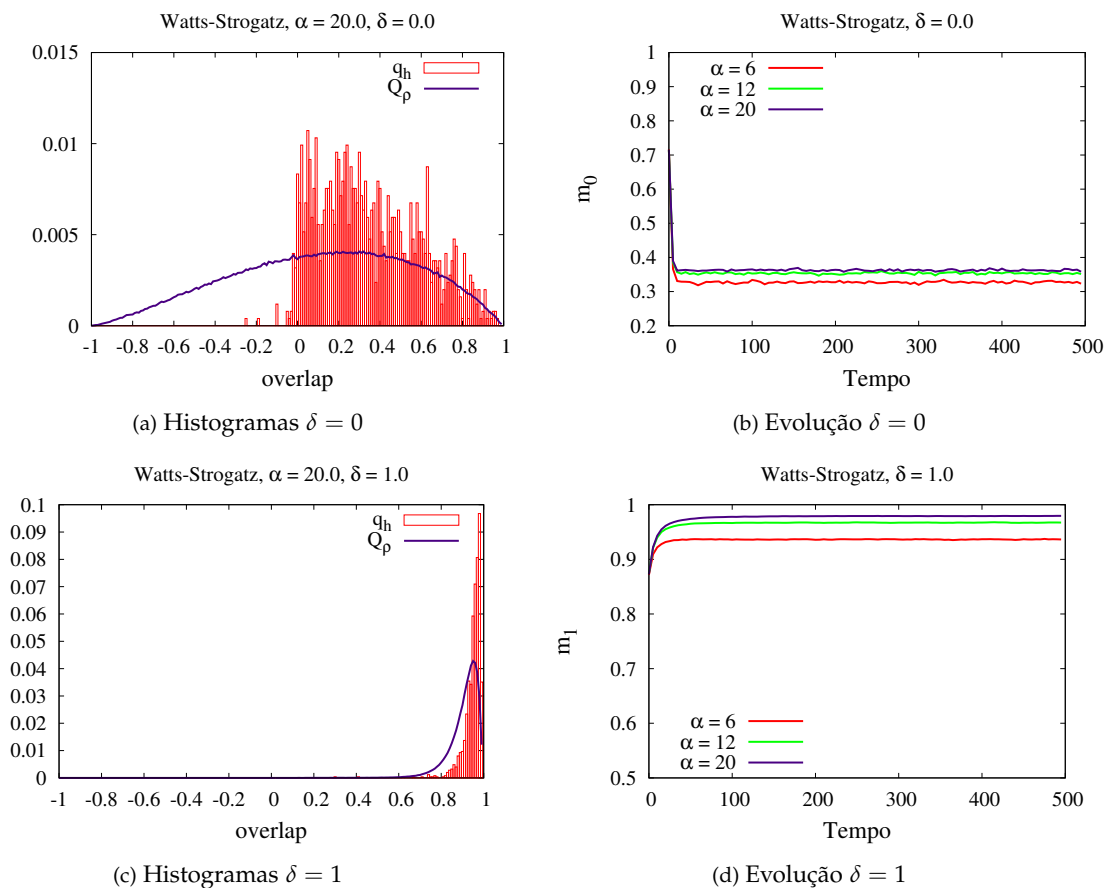 Watts-Strogatz, α = 20.0, δ = 0.0
0.015
0.01
0.005
0
q_h
Q_ρ
-1 -0.8 -0.6 -0.4 -0.2 0 0.2 0.4 0.6 0.8 1
overlap
(a) Histogramas δ = 0
Watts-Strogatz, δ = 0.0
1
0.9
0.8
0.7
0.6
0.5
0.4
0.3
0.2
m_0
α = 6
α = 12
α = 20
0 100 200 300 400 500
Tempo
(b) Evolução δ = 0
Watts-Strogatz, α = 20.0, δ = 1.0
0.1
0.09
0.08
0.07
0.06
0.05
0.04
0.03
0.02
0.01
0
q_h
Q_ρ
-1 -0.8 -0.6 -0.4 -0.2 0 0.2 0.4 0.6 0.8 1
overlap
(c) Histogramas δ = 1
Watts-Strogatz, δ = 1.0
1
0.9
0.8
0.7
0.6
0.5
m_1
α = 6
α = 12
α = 20
0 100 200 300 400 500
Tempo
(d) Evolução δ = 1